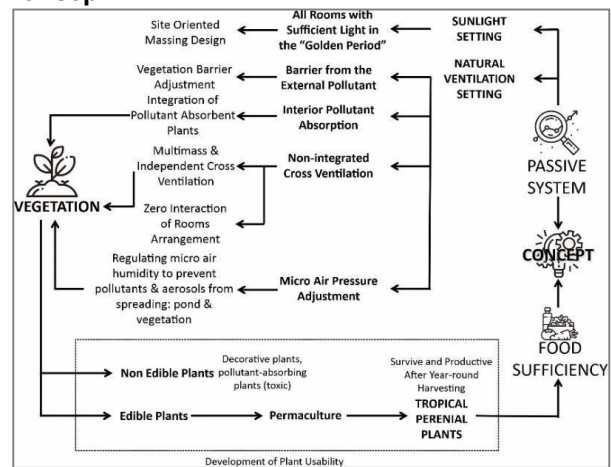 Site Oriented
Massing Design
All Rooms with
Sufficient Light in
the “Golden Period”
SUNLIGHT
SETTING
Vegetation Barrier
Adjustment
Barrier from the
External Pollutant
NATURAL
VENTILATION
SETTING
Integration of
Pollutant Absorbent
Plants
Interior Pollutant
Absorption
Multimass &
Independent Cross
Ventilation
Non-integrated
Cross Ventilation
PASSIVE
SYSTEM
VEGETATION
Zero Interaction
of Rooms
Arrangement
Regulating micro air
humidity to prevent
pollutants & aerosols from
spreading: pond &
vegetation
Micro Air Pressure
Adjustment
CONCEPT
FOOD
SUFFICIENCY
Non Edible Plants
Decorative plants,
pollutant-absorbing
plants (toxic)
Survive and Productive
After Year-round
Harvesting
Edible Plants
Permaculture
TROPICAL
PERENIAL
PLANTS
Development of Plant Usability